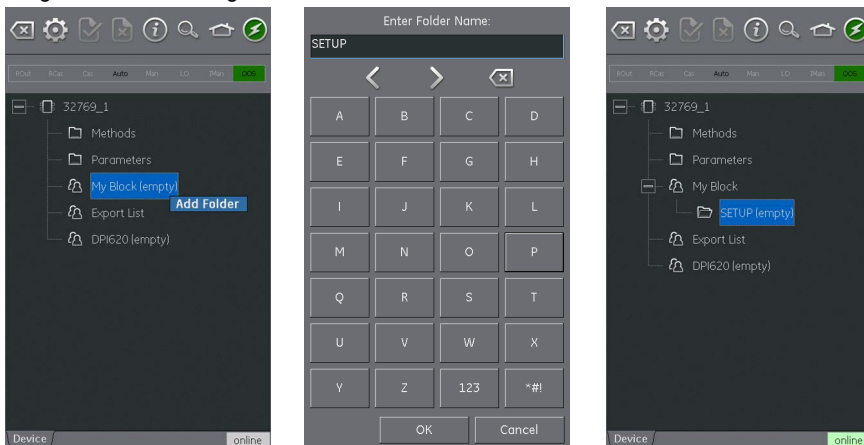 ROut RCas Cas Auto Man LO IMan OOS
32769_1
Methods
Parameters
My Block (empty)
Add Folder
Export List
DPI620 (empty)
Device
online
Enter Folder Name:
SETUP
A B C D
E F G H
I J K L
M N O P
Q R S T
U V W X
Y Z 123 *#!
OK Cancel
ROut RCas Cas Auto Man LO IMan OOS
32769_1
Methods
Parameters
My Block
SETUP (empty)
Export List
DPI620 (empty)
Device
online